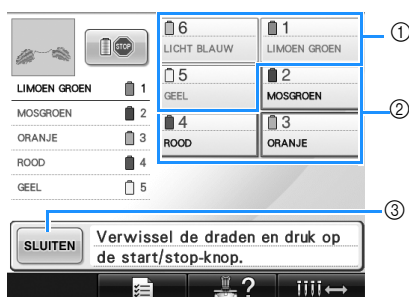 6
LICHT BLAUW
1
LIMOEN GROEN
①
STOP
5
GEEL
2
MOSGROEN
②
4
ROOD
3
ORANJE
LIMOEN GROEN 1
MOSGROEN 2
ORANJE 3
ROOD 4
GEEL 5
③
SLUITEN
Verwissel de draden en druk op
de start/stop-knop.
?